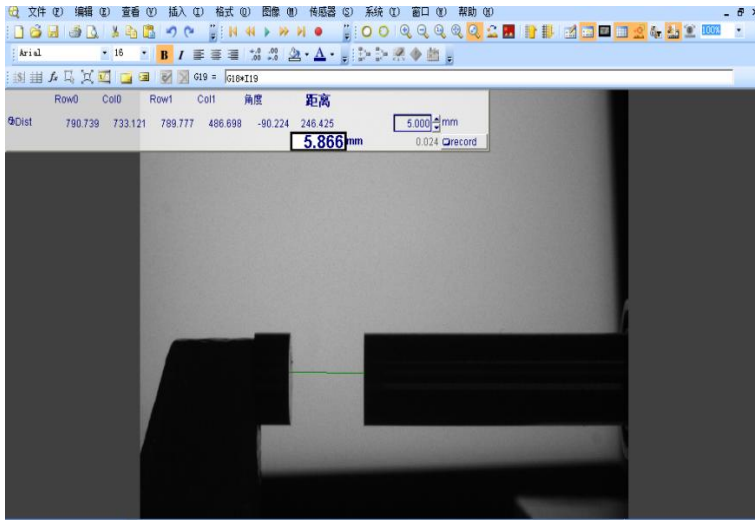 文件(F) 编辑(E) 查看(V) 插入(I) 格式(O) 图像(M) 传感器(S) 系统(T) 窗口(W) 帮助(H)
100%
Arial 16 B I
G19 = G18*I19
Row0 Col0 Row1 Col1 角度 距离
Dist 790.739 733.121 789.777 486.698 -90.224 246.425 5.000 mm
5.866 mm 0.024 record